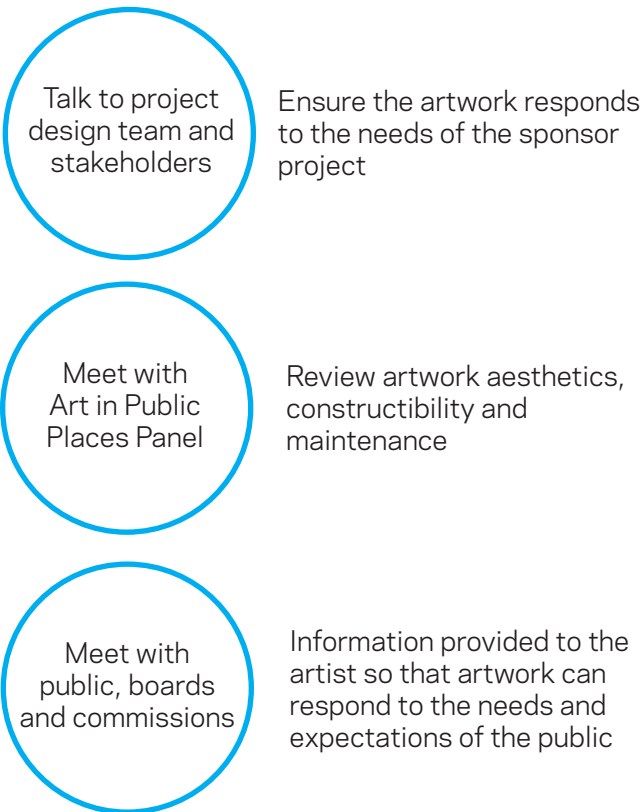 Talk to project
design team and
stakeholders
Ensure the artwork responds
to the needs of the sponsor
project
Meet with
Art in Public
Places Panel
Review artwork aesthetics,
constructibility and
maintenance
Meet with
public, boards
and commissions
Information provided to the
artist so that artwork can
respond to the needs and
expectations of the public